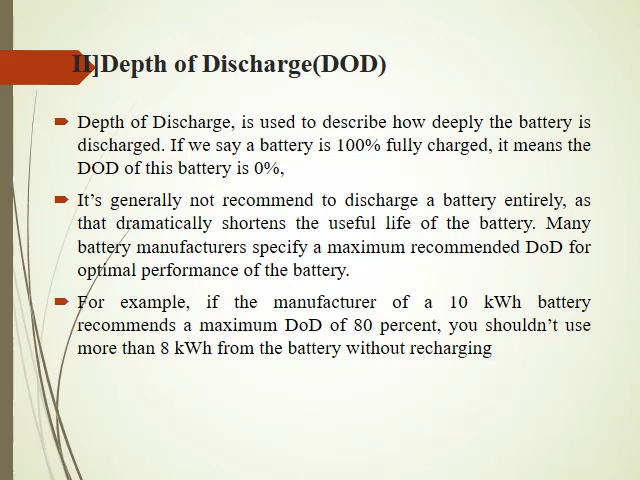 II]Depth of Discharge(DOD)
Depth of Discharge, is used to describe how deeply the battery is
discharged. If we say a battery is 100% fully charged, it means the
DOD of this battery is 0%,
It’s generally not recommend to discharge a battery entirely, as
that dramatically shortens the useful life of the battery. Many
battery manufacturers specify a maximum recommended DoD for
optimal performance of the battery.
For example, if the manufacturer of a 10 kWh battery
recommends a maximum DoD of 80 percent, you shouldn’t use
more than 8 kWh from the battery without recharging